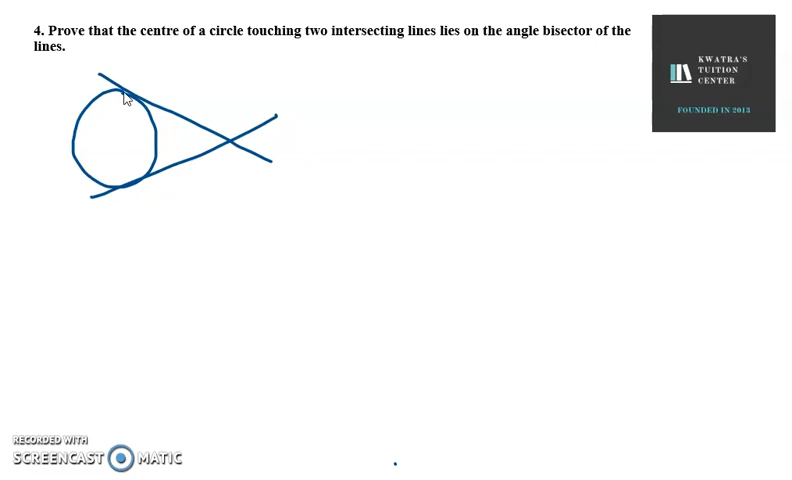 4. Prove that the centre of a circle touching two intersecting lines lies on the angle bisector of the
lines.
KWATRA'S
TUITION
CENTER
FOUNDED IN 2013
RECORDED WITH
SCREENCAST MATIC